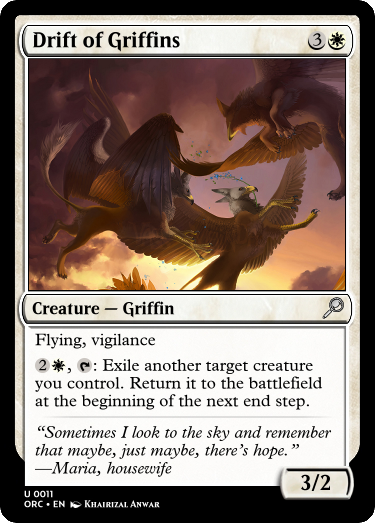 Drift of Griffins 3
Creature — Griffin
Flying, vigilance
2 , : Exile another target creature
you control. Return it to the battlefield
at the beginning of the next end step.
“Sometimes I look to the sky and remember
that maybe, just maybe, there’s hope.”
—Maria, housewife
3/2
U 0011
ORC • EN Khairizal Anwar